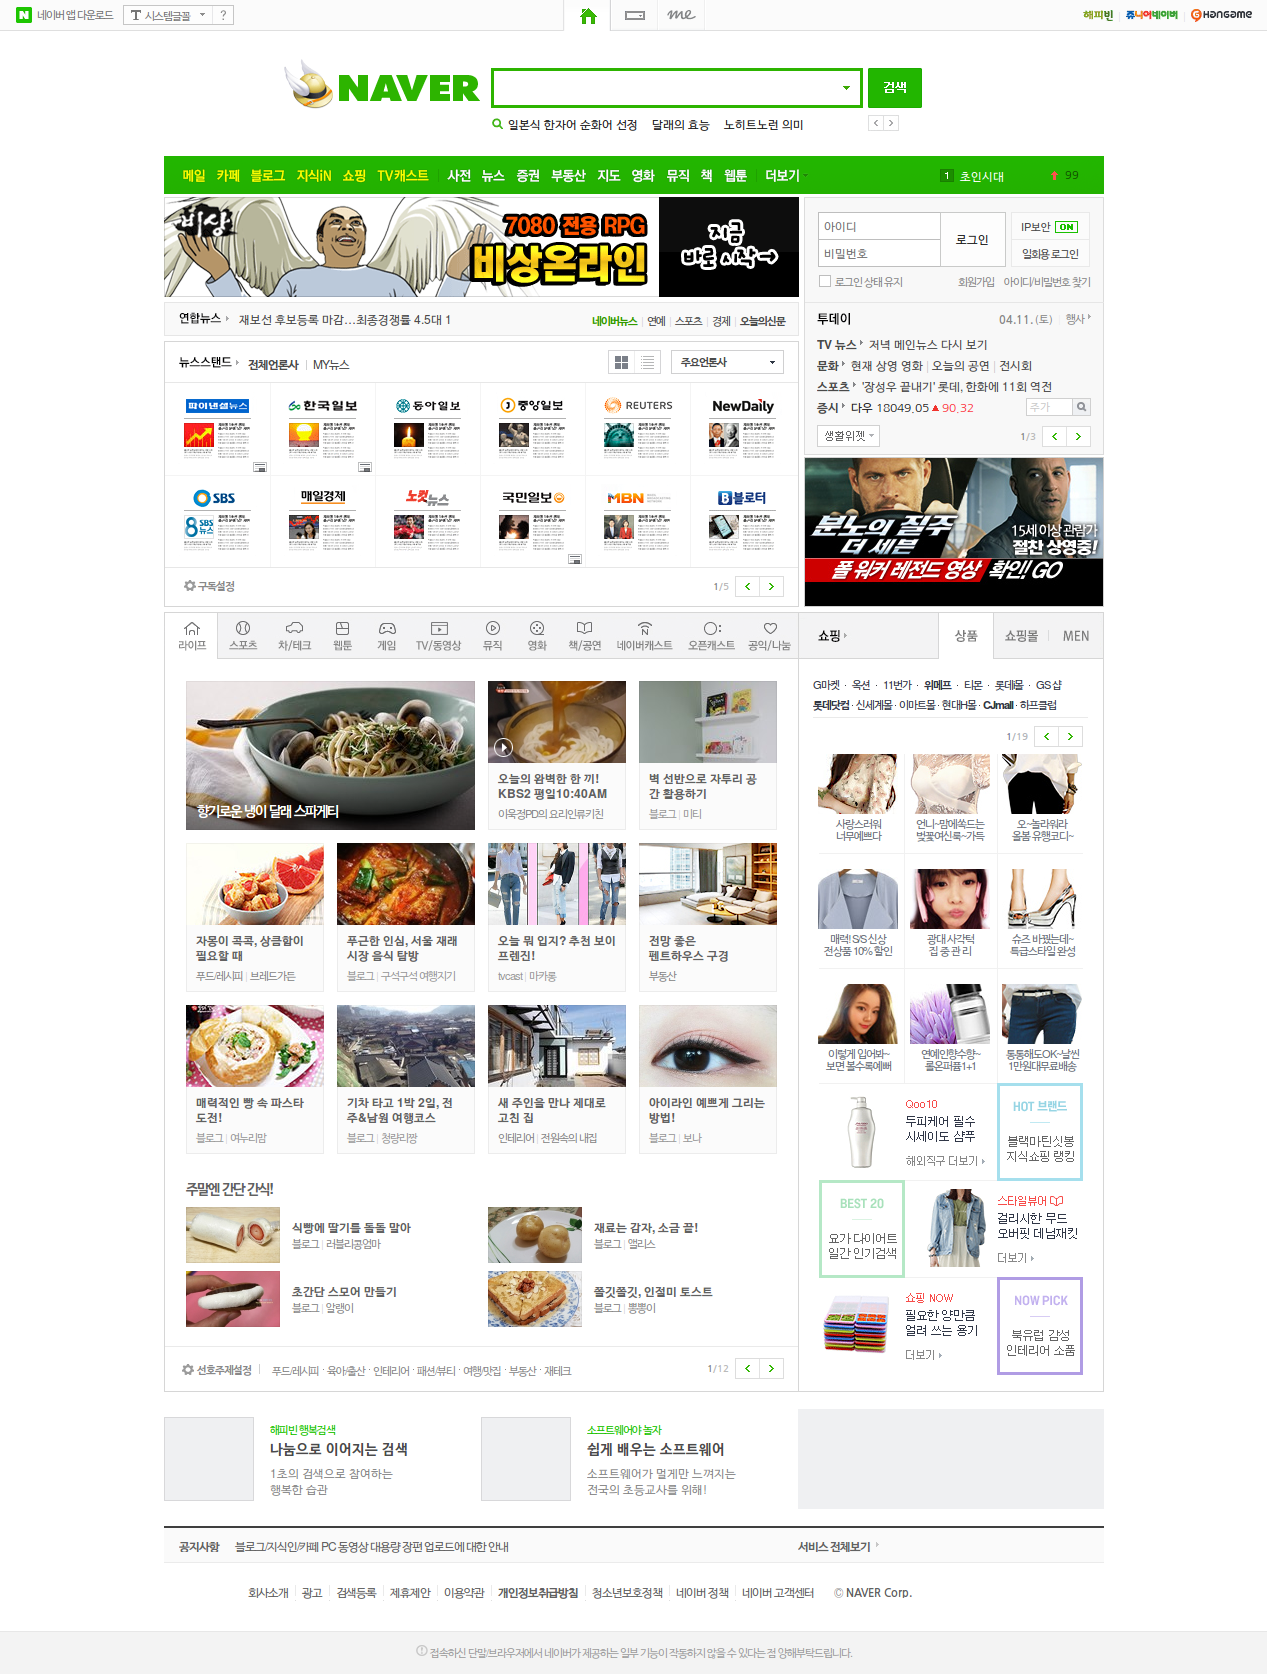 네이버 앱 다운로드
시스템글꼴
?
me
해피빈
쥬니어네이버
HANGAME
NAVER
검색
일본식 한자어 순화어 선정 달래의 효능 노히트노런 의미
메일 카페 블로그 지식iN 쇼핑 TV캐스트 사전 뉴스 증권 부동산 지도 영화 뮤직 책 웹툰 더보기
1 초인시대 99
비상
7080 전용 RPG
비상온라인
지금
바로 시작→
아이디
비밀번호
로그인
IP보안 ON
일회용 로그인
로그인 상태 유지
회원가입 아이디/비밀번호 찾기
연합뉴스 재보선 후보등록 마감…최종경쟁률 4.5대 1
네이버뉴스 연예 스포츠 경제 오늘의신문
투데이 04.11.(토) 행사
TV 뉴스 저녁 메인뉴스 다시 보기
문화 현재 상영 영화 오늘의 공연 전시회
스포츠 '장성우 끝내기' 롯데, 한화에 11회 역전
증시 다우 18049.05 ▲ 90.32
주가
생활위젯
1/3
뉴스스탠드 전체언론사 MY뉴스
주요언론사
파이낸셜뉴스
한국일보
동아일보
중앙일보
REUTERS
NewDaily
SBS
8 SBS 뉴스
매일경제
노컷뉴스
국민일보
MBN
블로터
구독설정
1/5
분노의 질주
더 세븐
15세이상 관람가
절찬 상영중!
폴 워커 레전드 영상 확인! GO
라이프 스포츠 차/테크 웹툰 게임 TV/동영상 뮤직 영화 책/공연 네이버캐스트 오픈캐스트 공익/나눔
쇼핑 상품 쇼핑몰 MEN
G마켓 · 옥션 · 11번가 · 위메프 · 티몬 · 롯데몰 · GS샵
롯데닷컴 · 신세계몰 · 이마트몰 · 현대H몰 · CJmall · 하프클럽
1/19
향기로운 냉이 달래 스파게티
오늘의 완벽한 한 끼!
KBS2 평일10:40AM
이욱정PD의 요리인류키친
벽 선반으로 자투리 공
간 활용하기
블로그 미티
사랑스러워
너무예쁘다
언니~맘에쏙드는
벚꽃여신룩~가득
오~놀라워라
올봄 유행코디~
자몽이 콕콕, 상큼함이
필요할 때
푸드/레시피 브레드가든
푸근한 인심, 서울 재래
시장 음식 탐방
블로그 구석구석 여행지기
오늘 뭐 입지? 추천 보이
프렌진!
tvcast 마카롱
전망 좋은
펜트하우스 구경
부동산
매력! S/S 신상
전상품 10% 할인
광대 사각턱
집 중 관 리
슈즈 바꿨는데~
특급스타일 완성
매력적인 빵 속 파스타
도전!
블로그 여누리맘
기차 타고 1박 2일, 전
주&남원 여행코스
블로그 청량리짱
새 주인을 만나 제대로
고친 집
인테리어 전원속의 내집
아이라인 예쁘게 그리는
방법!
블로그 보나
이렇게 입어봐~
보면 볼수록예뻐
연예인향수향~
롤온퍼퓸1+1
통통해도OK~날씬
1만원대무료배송
Qoo10
두피케어 필수
시세이도 샴푸
해외직구 더보기
HOT 브랜드
블랙마틴싯봉
지식쇼핑 랭킹
BEST 20
요가 다이어트
일간 인기검색
스타일뷰어
걸리시한 무드
오버핏 데님재킷
더보기
쇼핑 NOW
필요한 양만큼
얼려 쓰는 용기
더보기
NOW PICK
북유럽 감성
인테리어 소품
주말엔 간단 간식!
식빵에 딸기를 돌돌 말아
블로그 러블리콩엄마
재료는 감자, 소금 끝!
블로그 앨리스
초간단 스모어 만들기
블로그 알랭이
쫄깃쫄깃, 인절미 토스트
블로그 뽕뽕이
선호주제설정 푸드/레시피 · 육아/출산 · 인테리어 · 패션/뷰티 · 여행/맛집 · 부동산 · 재테크
1/12
해피빈 행복검색
나눔으로 이어지는 검색
1초의 검색으로 참여하는
행복한 습관
소프트웨어야 놀자
쉽게 배우는 소프트웨어
소프트웨어가 멀게만 느껴지는
전국의 초등교사를 위해!
공지사항 블로그/지식인/카페 PC 동영상 대용량 장편 업로드에 대한 안내
서비스 전체보기
회사소개 광고 검색등록 제휴제안 이용약관 개인정보취급방침 청소년보호정책 네이버 정책 네이버 고객센터 © NAVER Corp.
접속하신 단말/브라우저에서 네이버가 제공하는 일부 기능이 작동하지 않을 수 있다는 점 양해부탁드립니다.